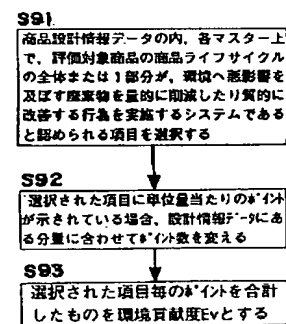 S91
商品設計情報データの内、各マスター上
で、評価対象品の商品ライフサイクル
の全体または1部分が、環境へ悪影響を
及ぼす廃棄物を量的に削減したり質的に
改善する行為を実施するシステムである
と認められる項目を選択する
S92
選択された項目に単位量当たりのポイント
が示されている場合、設計情報データにあ
る分量に合わせてポイント数を変える
S93
選択された項目毎のポイントを合計
したものを環境貢献度Evとする